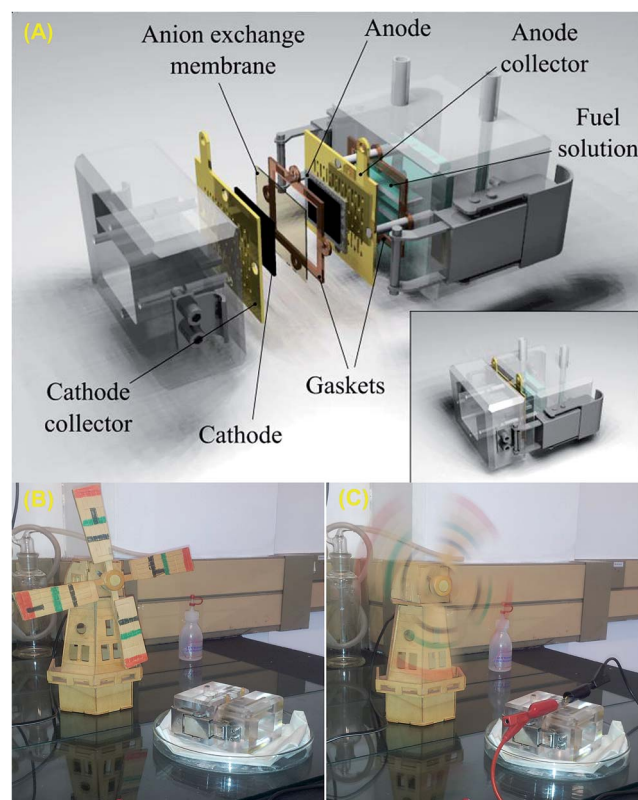 (A)
Anion exchange
membrane
Anode
Anode
collector
Fuel
solution
Cathode
collector
Cathode
Gaskets
(B)
(C)